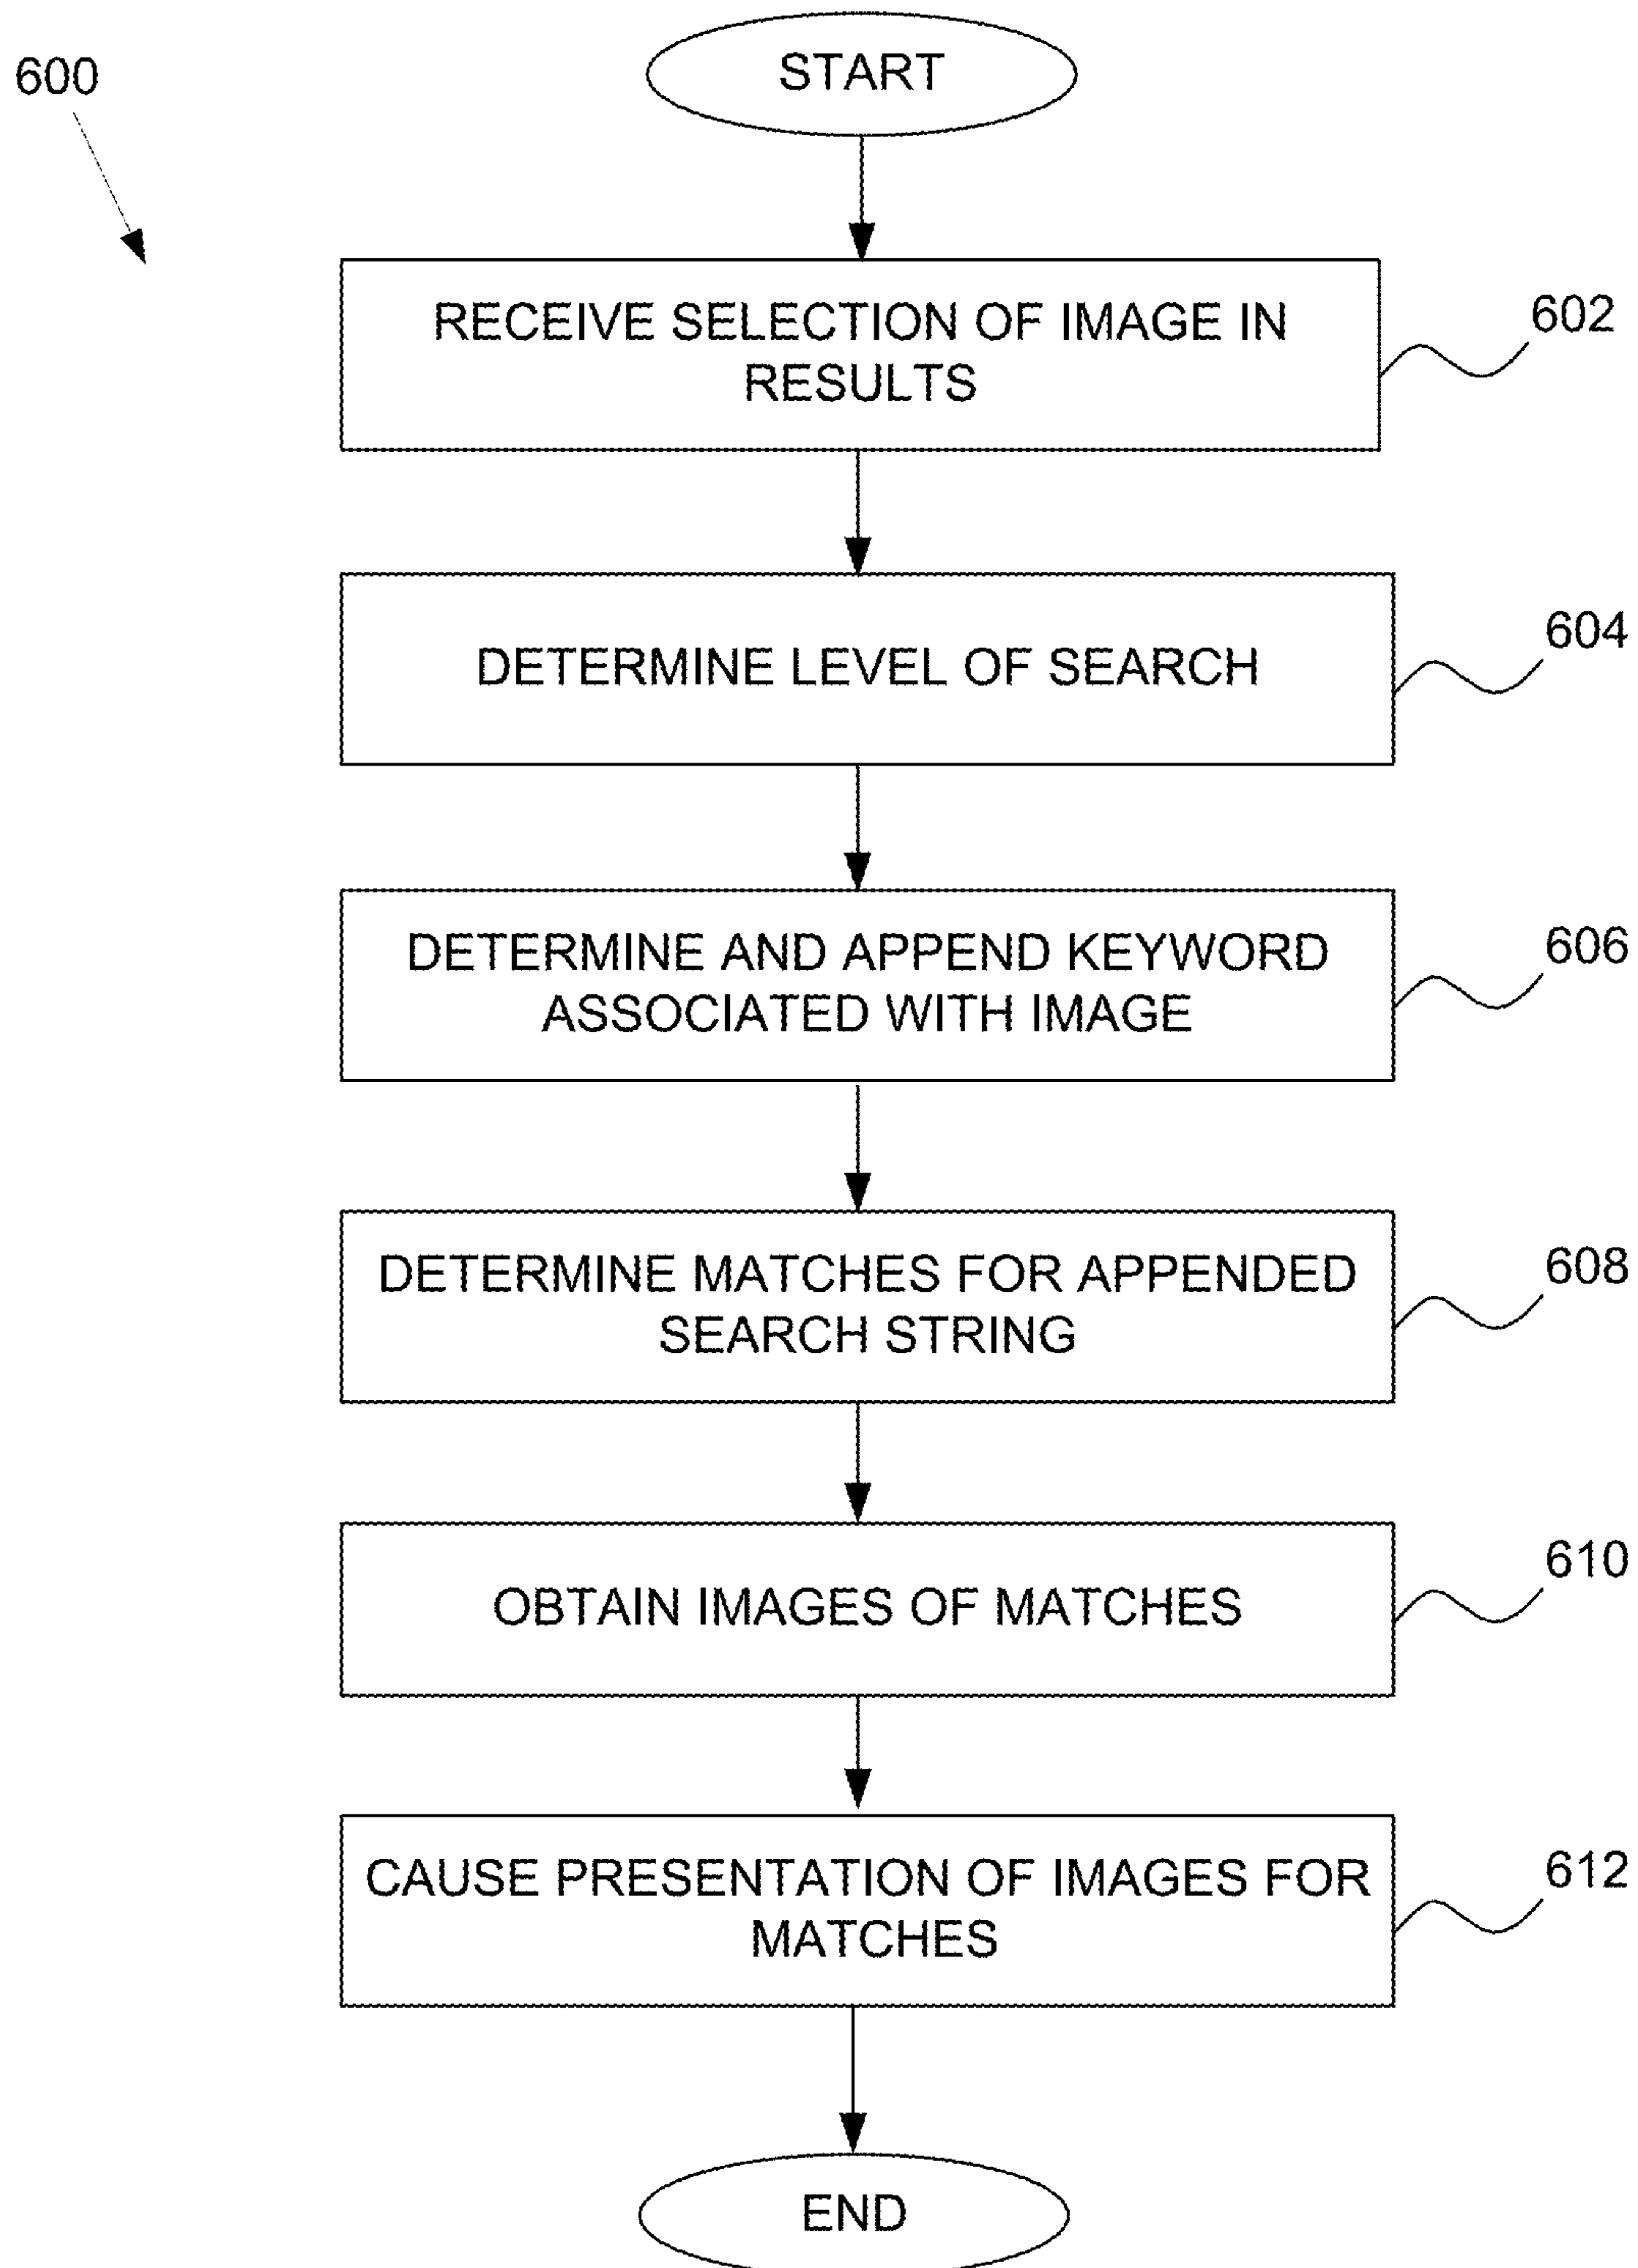 600
START
RECEIVE SELECTION OF IMAGE IN
RESULTS
602
DETERMINE LEVEL OF SEARCH
604
DETERMINE AND APPEND KEYWORD
ASSOCIATED WITH IMAGE
606
DETERMINE MATCHES FOR APPENDED
SEARCH STRING
608
OBTAIN IMAGES OF MATCHES
610
CAUSE PRESENTATION OF IMAGES FOR
MATCHES
612
END